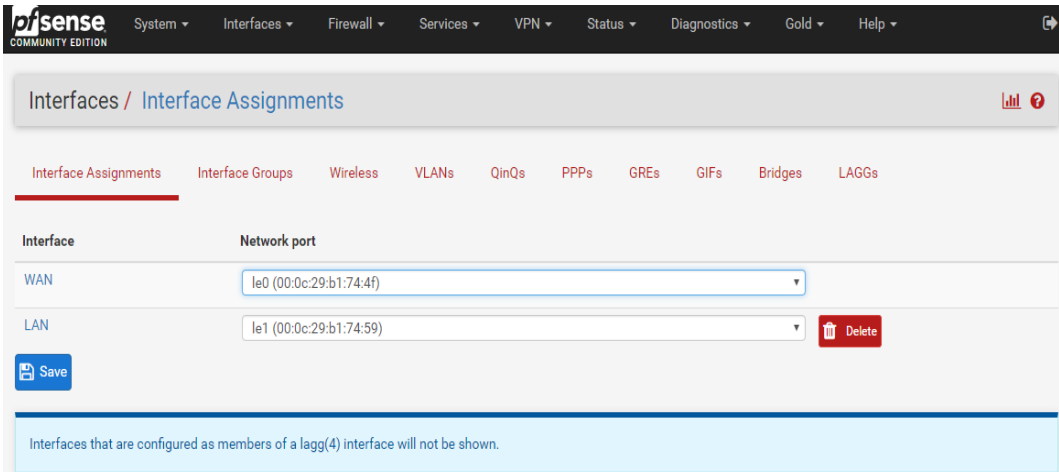 pfsense System Interfaces Firewall Services VPN Status Diagnostics Gold Help
COMMUNITY EDITION
Interfaces / Interface Assignments
Interface Assignments Interface Groups Wireless VLANs QinQs PPPs GREs GIFs Bridges LAGGs
Interface Network port
WAN le0 (00:0c:29:b1:74:4f)
LAN le1 (00:0c:29:b1:74:59) Delete
Save
Interfaces that are configured as members of a lagg(4) interface will not be shown.